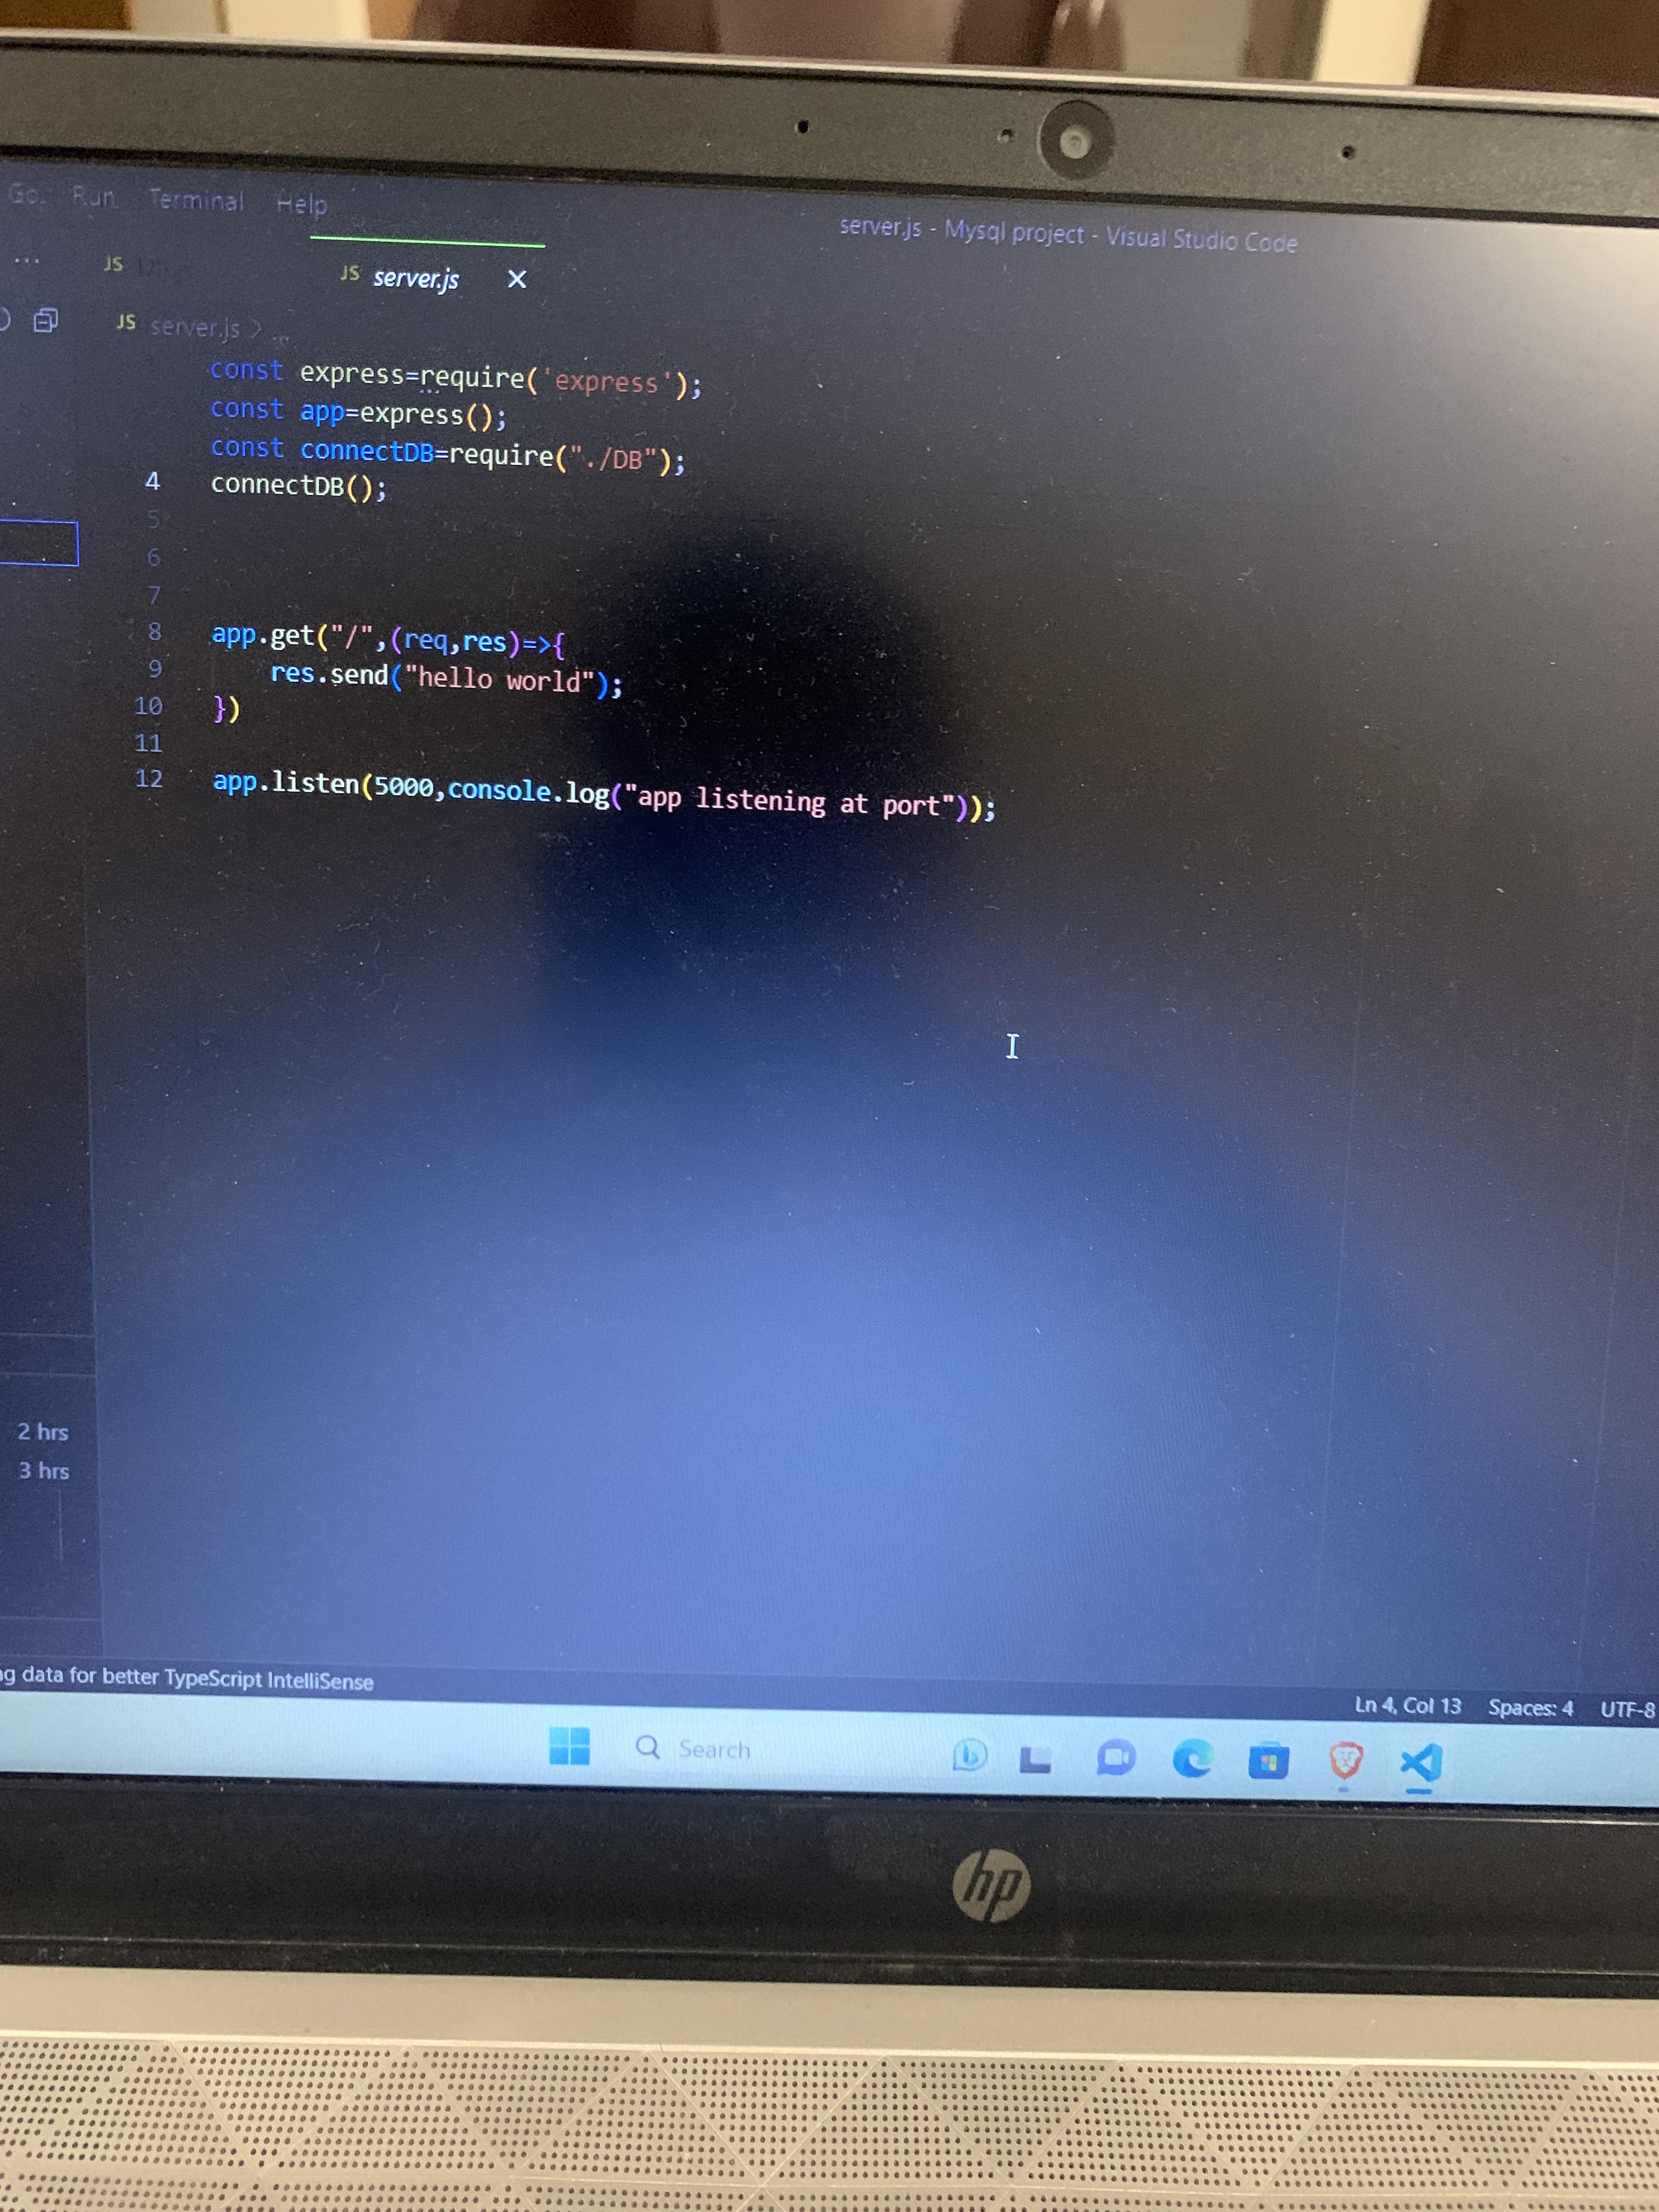 Go Run Terminal Help
server.js - Mysql project - Visual Studio Code
... JS
JS server.js X
JS server.js >
const express=require('express');
const app=express();
const connectDB=require("./DB");
4 connectDB();
5
6
7
8 app.get("/",(req,res)=>{
9 res.send("hello world");
10 })
11
12 app.listen(5000,console.log("app listening at port"));
2 hrs
3 hrs
data for better TypeScript IntelliSense
Ln 4, Col 13 Spaces: 4 UTF-8
Search
hp